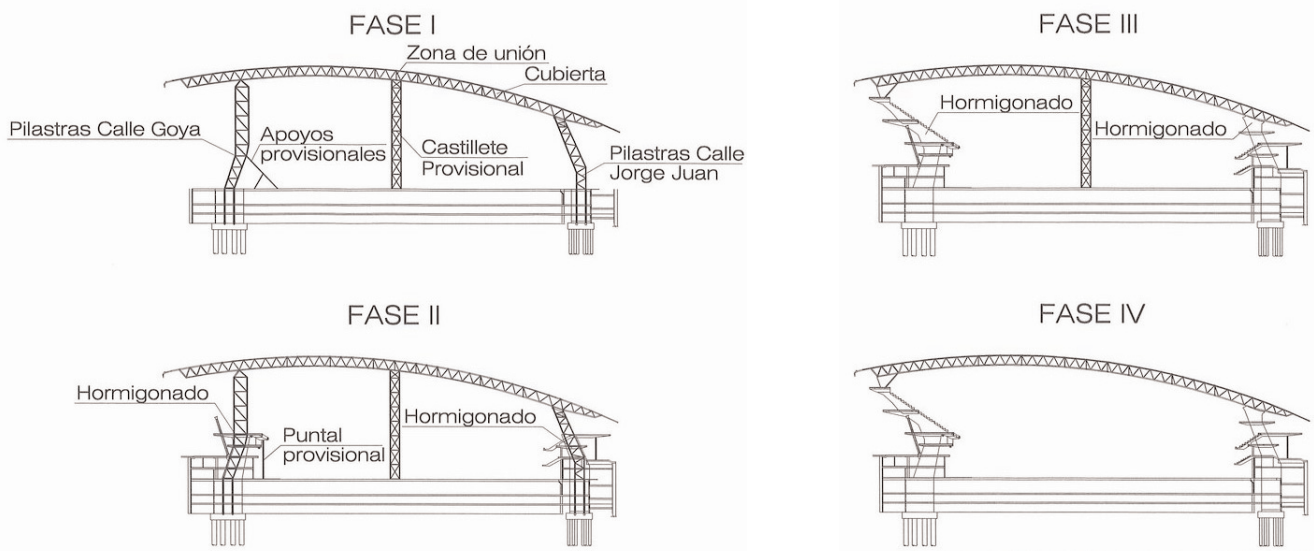 FASE I
Zona de unión
Cubierta
Pilastras Calle Goya
Apoyos
provisionales
Castillete
Provisional
Pilastras Calle
Jorge Juan
FASE III
Hormigonado
Hormigonado
FASE II
Hormigonado
Hormigonado
Puntal
provisional
FASE IV